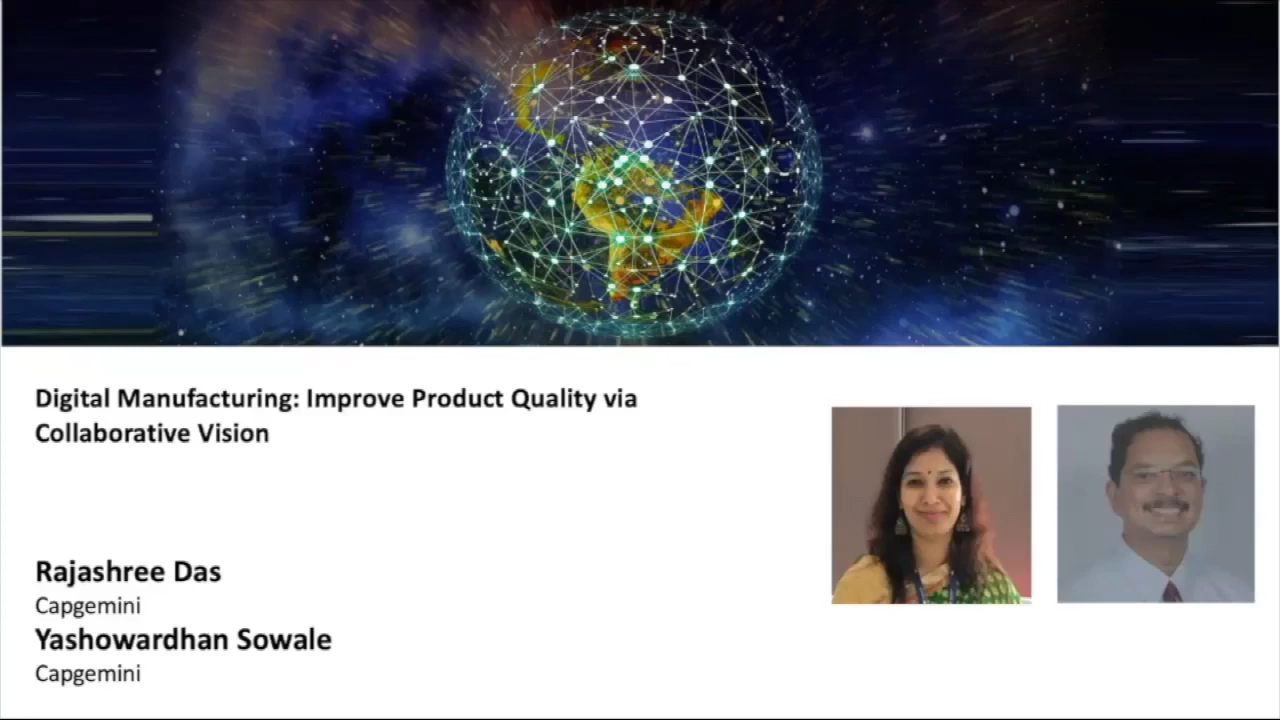 Digital Manufacturing: Improve Product Quality via
Collaborative Vision
Rajashree Das
Capgemini
Yashowardhan Sowale
Capgemini